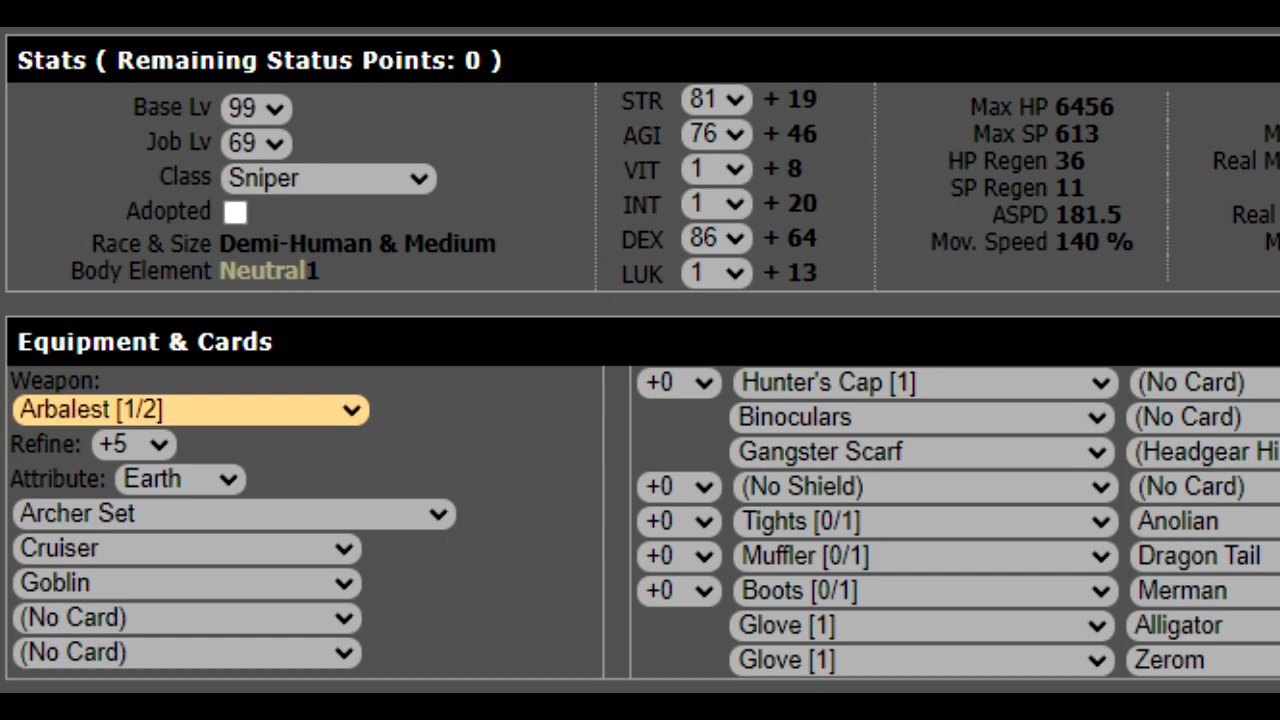 Stats ( Remaining Status Points: 0 )
Base Lv 99
Job Lv 69
Class Sniper
Adopted
Race & Size Demi-Human & Medium
Body Element Neutral1
STR 81 + 19
AGI 76 + 46
VIT 1 + 8
INT 1 + 20
DEX 86 + 64
LUK 1 + 13
Max HP 6456
Max SP 613
HP Regen 36
SP Regen 11
ASPD 181.5
Mov. Speed 140 %
M
Real M
Real
M
Equipment & Cards
Weapon:
Arbalest [1/2]
Refine: +5
Attribute: Earth
Archer Set
Cruiser
Goblin
(No Card)
(No Card)
+0 Hunter's Cap [1] (No Card)
Binoculars (No Card)
Gangster Scarf (Headgear Hi
+0 (No Shield) (No Card)
+0 Tights [0/1] Anolian
+0 Muffler [0/1] Dragon Tail
+0 Boots [0/1] Merman
Glove [1] Alligator
Glove [1] Zerom